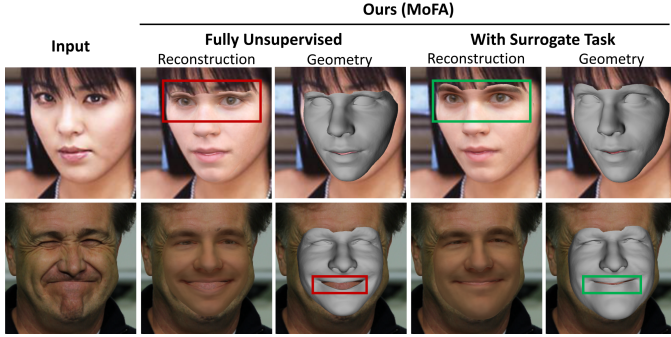 Ours (MoFA)
Input
Fully Unsupervised
With Surrogate Task
Reconstruction
Geometry
Reconstruction
Geometry